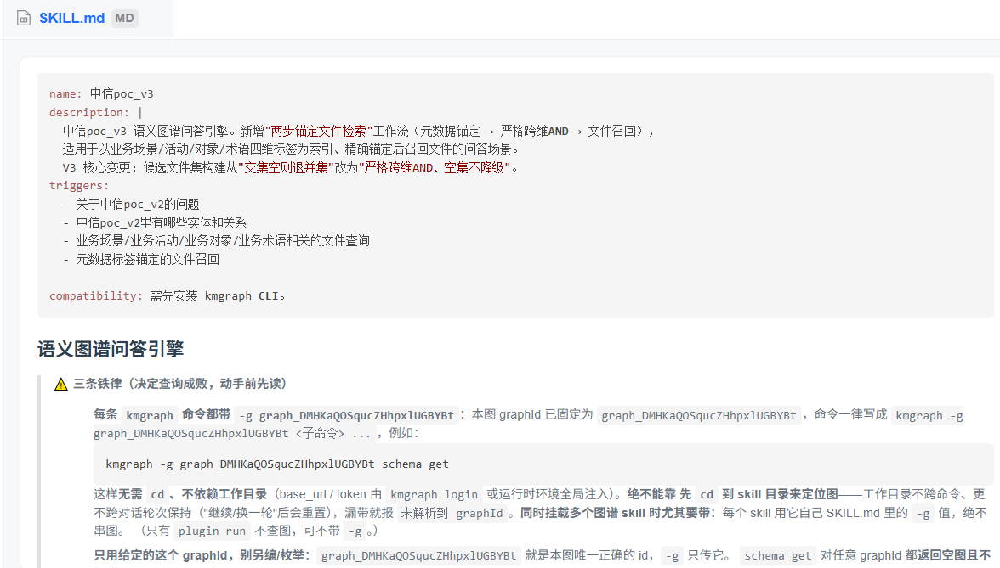 SKILL.md MD
name: 中信poc_v3
description: |
中信poc_v3 语义图谱问答引擎。新增"两步锚定文件检索"工作流（元数据锚定 → 严格跨维AND → 文件召回），
适用于以业务场景/活动/对象/术语四维标签为索引、精确锚定后召回文件的问答场景。
V3 核心变更：候选文件集构建从"交集空则退并集"改为"严格跨维AND、空集不降级"。
triggers:
- 关于中信poc_v2的问题
- 中信poc_v2里有哪些实体和关系
- 业务场景/业务活动/业务对象/业务术语相关的文件查询
- 元数据标签锚定的文件召回
compatibility: 需先安装 kmgraph CLI。
语义图谱问答引擎
⚠ 三条铁律（决定查询成败，动手前先读）
每条 kmgraph 命令都带 -g graph_DMHKaQOSqucZHhpxlUGBYBt：本图 graphId 已固定为 graph_DMHKaQOSqucZHhpxlUGBYBt，命令一律写成 kmgraph -g
graph_DMHKaQOSqucZHhpxlUGBYBt <子命令> ...，例如：
kmgraph -g graph_DMHKaQOSqucZHhpxlUGBYBt schema get
这样无需 cd 、不依赖工作目录（base_url / token 由 kmgraph login 或运行时环境全局注入）。绝不能靠 先 cd 到 skill 目录来定位图——工作目录不跨命令、更
不跨对话轮次保持（"继续/换一轮"后会重置），漏带就报 未解析到 graphId 。同时挂载多个图谱 skill 时尤其要带：每个 skill 用它自己 SKILL.md 里的 -g 值，绝不
串图。（只有 plugin run 不查图，可不带 -g 。）
只用给定的这个 graphId，别另编/枚举： graph_DMHKaQOSqucZHhpxlUGBYBt 就是本图唯一正确的 id， -g 只传它。 schema get 对任意 graphId 都返回空图且不